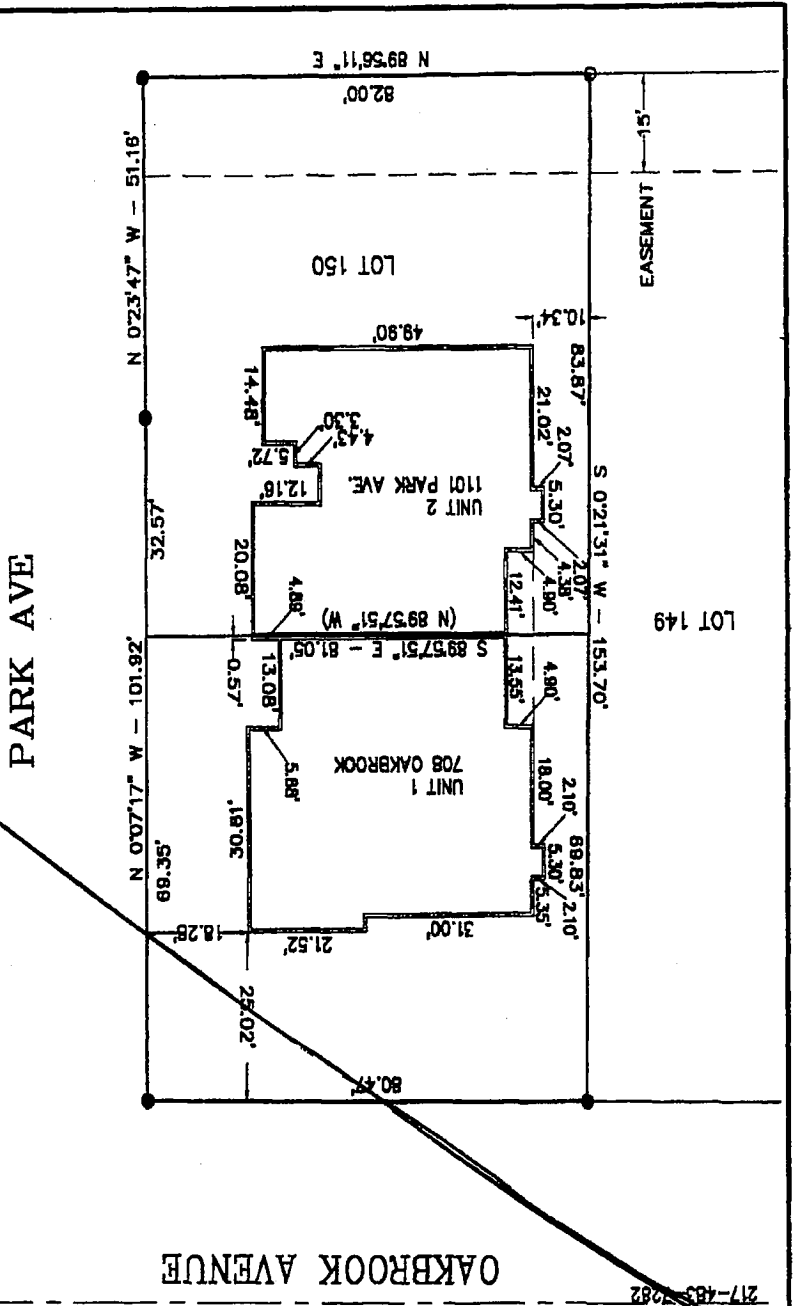 N 89°56'11" E
82.00'
15'
EASEMENT
N 0°23'47" W – 51.16'
LOT 150
10.34'
49.90'
83.87'
14.48'
21.02'
3.30'
4.43'
5.72'
2.07'
5.30'
12.16'
UNIT 2
1101 PARK AVE.
S 0°21'31" W – 153.70'
32.57'
20.08'
2.07'
4.38'
4.90'
12.41'
4.89'
(N 89°57'51" W)
S 89°57'51" E – 81.05'
LOT 149
PARK AVE
0.57'
13.08'
13.55'
4.90'
N 0°07'17" W – 101.92'
5.88'
UNIT 1
708 OAKBROOK
18.00'
2.10'
69.35'
30.81'
5.30'
69.83'
2.10'
5.35'
18.28'
21.52'
31.00'
25.02'
80.47'
OAKBROOK AVENUE
217-483-7282